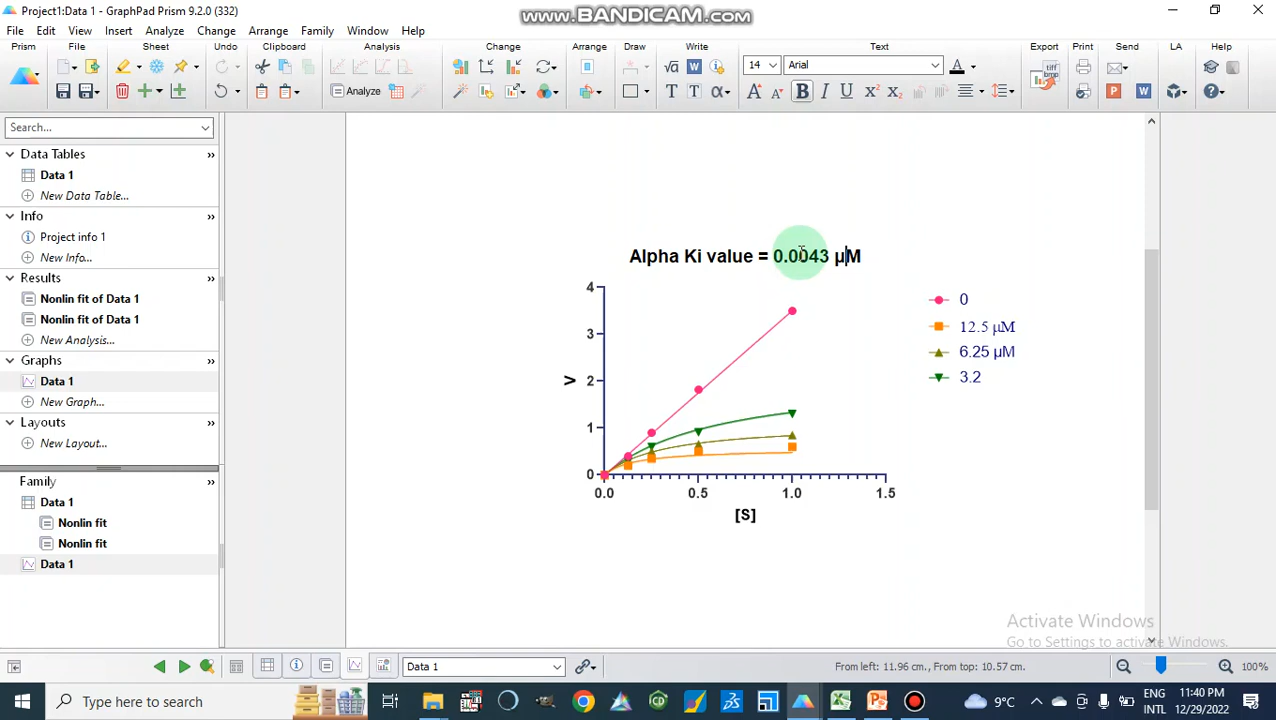 Project1:Data 1 - GraphPad Prism 9.2.0 (332)
www.BANDICAM.com
File Edit View Insert Analyze Change Arrange Family Window Help
Prism File Sheet Undo Clipboard Analysis Change Arrange Draw Write Text Export Print Send LA Help
14 Arial A
Analyze
B I U
Search...
Data Tables
Data 1
New Data Table...
Info
Project info 1
New Info...
Results
Nonlin fit of Data 1
Nonlin fit of Data 1
New Analysis...
Graphs
Data 1
New Graph...
Layouts
New Layout...
Family
Data 1
Nonlin fit
Nonlin fit
Data 1
Alpha Ki value = 0.0043 µM
4
3
2
1
0
V
0.0 0.5 1.0 1.5
[S]
0
12.5 µM
6.25 µM
3.2
Activate Windows
Go to Settings to activate Windows.
Data 1
From left: 11.96 cm., From top: 10.57 cm.
100%
Type here to search
9°C
ENG
INTL
11:40 PM
12/29/2022